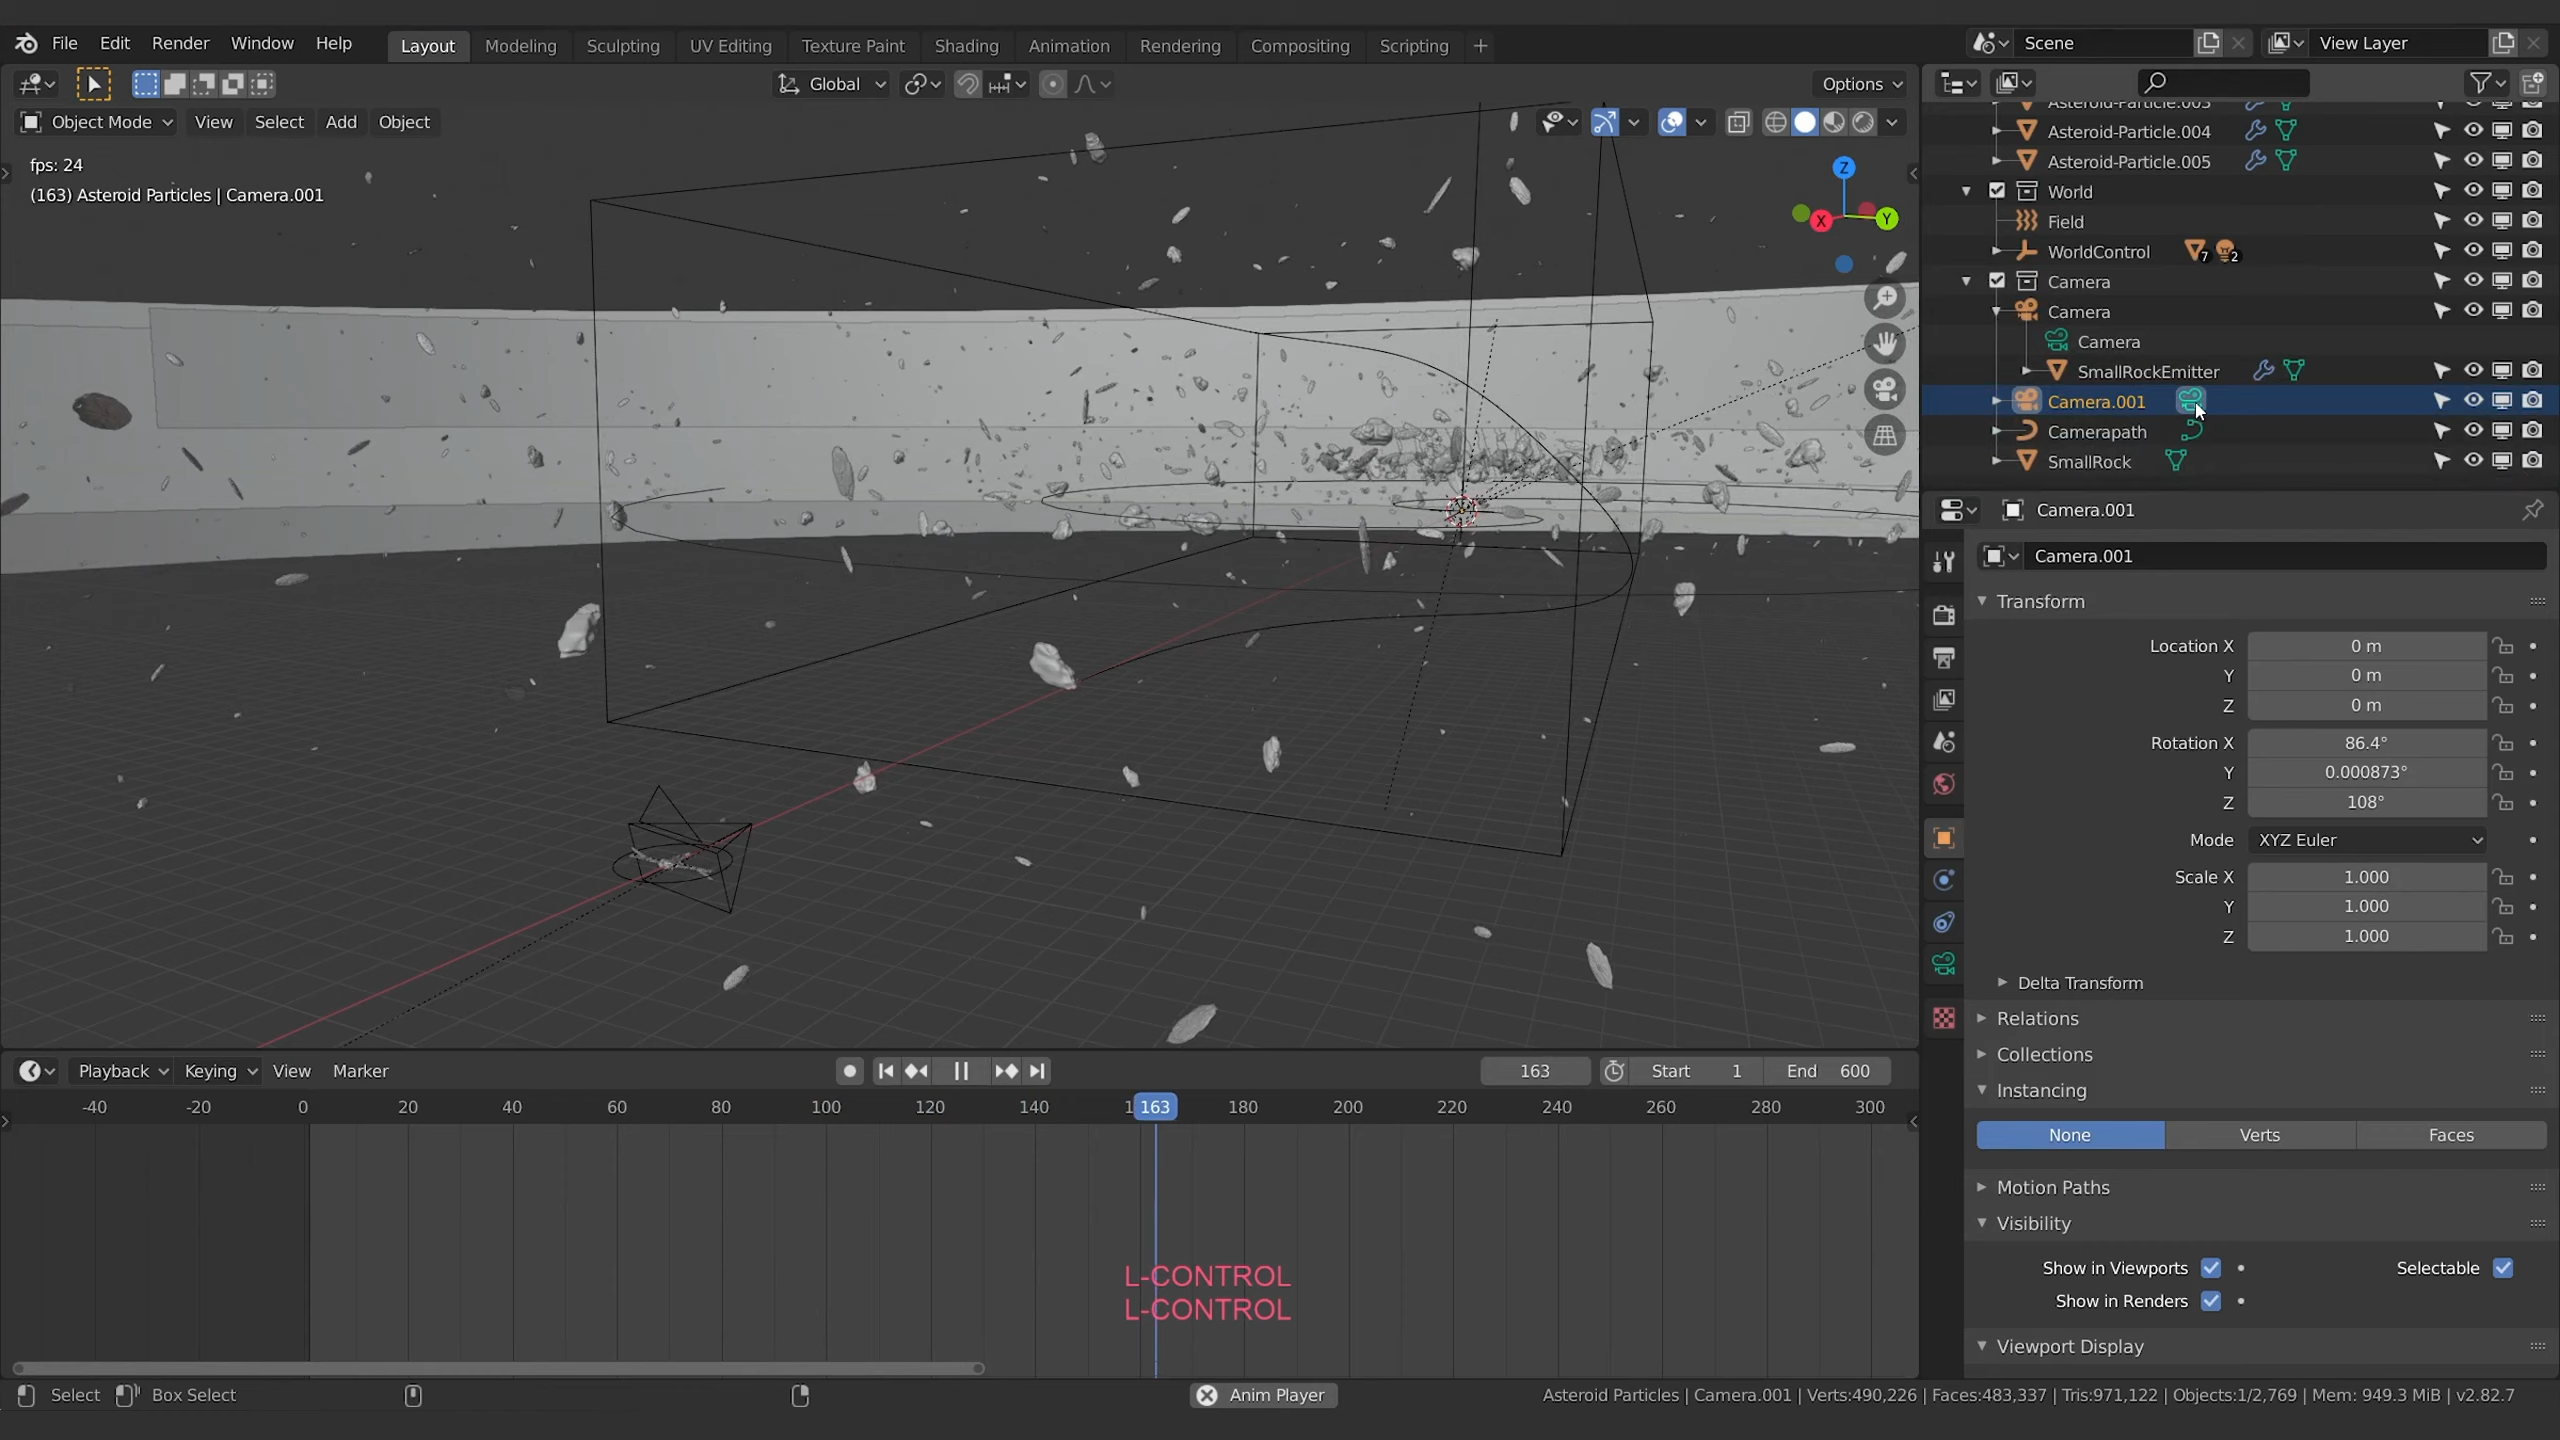 File Edit Render Window Help Layout Modeling Sculpting UV Editing Texture Paint Shading Animation Rendering Compositing Scripting + Scene View Layer
Global Options
Object Mode View Select Add Object
fps: 24
(163) Asteroid Particles | Camera.001
Z
X
Y
Asteroid-Particle.003
Asteroid-Particle.004
Asteroid-Particle.005
World
Field
WorldControl 7 2
Camera
Camera
Camera
SmallRockEmitter
Camera.001
Camerapath
SmallRock
Camera.001
Camera.001
Transform
Location X 0 m
Y 0 m
Z 0 m
Rotation X 86.4°
Y 0.000873°
Z 108°
Mode XYZ Euler
Scale X 1.000
Y 1.000
Z 1.000
Delta Transform
Relations
Collections
Instancing
None Verts Faces
Motion Paths
Visibility
Show in Viewports Selectable
Show in Renders
Viewport Display
Playback Keying View Marker 163 Start 1 End 600
-40 -20 0 20 40 60 80 100 120 140 1 163 180 200 220 240 260 280 300
L-CONTROL
L-CONTROL
Select Box Select Anim Player Asteroid Particles | Camera.001 | Verts:490,226 | Faces:483,337 | Tris:971,122 | Objects:1/2,769 | Mem: 949.3 MiB | v2.82.7